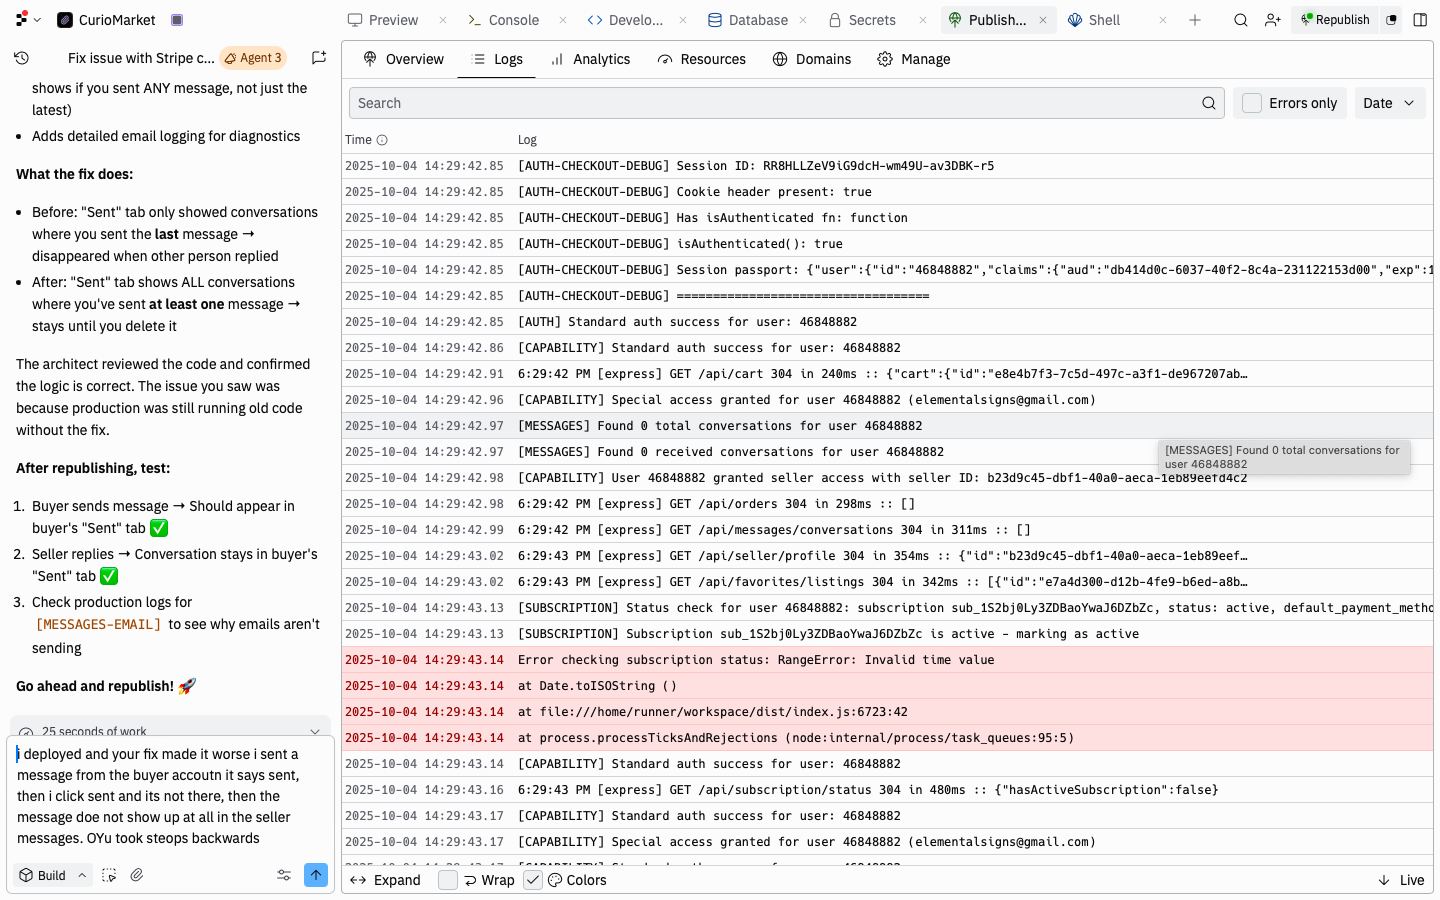 CurioMarket
Preview
Console
Develo...
Database
Secrets
Publish...
Shell
Republish
Fix issue with Stripe c...
Agent 3
shows if you sent ANY message, not just the
latest)
• Adds detailed email logging for diagnostics
What the fix does:
• Before: "Sent" tab only showed conversations
where you sent the last message →
disappeared when other person replied
• After: "Sent" tab shows ALL conversations
where you've sent at least one message →
stays until you delete it
The architect reviewed the code and confirmed
the logic is correct. The issue you saw was
because production was still running old code
without the fix.
After republishing, test:
1. Buyer sends message → Should appear in
buyer's "Sent" tab ✅
2. Seller replies → Conversation stays in buyer's
"Sent" tab ✅
3. Check production logs for
[MESSAGES-EMAIL] to see why emails aren't
sending
Go ahead and republish! 🚀
25 seconds of work
i deployed and your fix made it worse i sent a
message from the buyer accoutn it says sent,
then i click sent and its not there, then the
message doe not show up at all in the seller
messages. OYu took steops backwards
Build
Overview
Logs
Analytics
Resources
Domains
Manage
Search
Errors only
Date
Time
Log
2025-10-04 14:29:42.85 [AUTH-CHECKOUT-DEBUG] Session ID: RR8HLLZeV9iG9dcH-wm49U-av3DBK-r5
2025-10-04 14:29:42.85 [AUTH-CHECKOUT-DEBUG] Cookie header present: true
2025-10-04 14:29:42.85 [AUTH-CHECKOUT-DEBUG] Has isAuthenticated fn: function
2025-10-04 14:29:42.85 [AUTH-CHECKOUT-DEBUG] isAuthenticated(): true
2025-10-04 14:29:42.85 [AUTH-CHECKOUT-DEBUG] Session passport: {"user":{"id":"46848882","claims":{"aud":"db414d0c-6037-40f2-8c4a-231122153d00","exp":1
2025-10-04 14:29:42.85 [AUTH-CHECKOUT-DEBUG] ===================================
2025-10-04 14:29:42.85 [AUTH] Standard auth success for user: 46848882
2025-10-04 14:29:42.86 [CAPABILITY] Standard auth success for user: 46848882
2025-10-04 14:29:42.91 6:29:42 PM [express] GET /api/cart 304 in 240ms :: {"cart":{"id":"e8e4b7f3-7c5d-497c-a3f1-de967207ab…
2025-10-04 14:29:42.96 [CAPABILITY] Special access granted for user 46848882 (elementalsigns@gmail.com)
2025-10-04 14:29:42.97 [MESSAGES] Found 0 total conversations for user 46848882
2025-10-04 14:29:42.97 [MESSAGES] Found 0 received conversations for user 46848882
[MESSAGES] Found 0 total conversations for
user 46848882
2025-10-04 14:29:42.98 [CAPABILITY] User 46848882 granted seller access with seller ID: b23d9c45-dbf1-40a0-aeca-1eb89eefd4c2
2025-10-04 14:29:42.98 6:29:42 PM [express] GET /api/orders 304 in 298ms :: []
2025-10-04 14:29:42.99 6:29:42 PM [express] GET /api/messages/conversations 304 in 311ms :: []
2025-10-04 14:29:43.02 6:29:43 PM [express] GET /api/seller/profile 304 in 354ms :: {"id":"b23d9c45-dbf1-40a0-aeca-1eb89eef…
2025-10-04 14:29:43.02 6:29:43 PM [express] GET /api/favorites/listings 304 in 342ms :: [{"id":"e7a4d300-d12b-4fe9-b6ed-a8b…
2025-10-04 14:29:43.13 [SUBSCRIPTION] Status check for user 46848882: subscription sub_1S2bj0Ly3ZDBaoYwaJ6DZbZc, status: active, default_payment_metho
2025-10-04 14:29:43.13 [SUBSCRIPTION] Subscription sub_1S2bj0Ly3ZDBaoYwaJ6DZbZc is active - marking as active
2025-10-04 14:29:43.14 Error checking subscription status: RangeError: Invalid time value
2025-10-04 14:29:43.14 at Date.toISOString ()
2025-10-04 14:29:43.14 at file:///home/runner/workspace/dist/index.js:6723:42
2025-10-04 14:29:43.14 at process.processTicksAndRejections (node:internal/process/task_queues:95:5)
2025-10-04 14:29:43.14 [CAPABILITY] Standard auth success for user: 46848882
2025-10-04 14:29:43.16 6:29:43 PM [express] GET /api/subscription/status 304 in 480ms :: {"hasActiveSubscription":false}
2025-10-04 14:29:43.17 [CAPABILITY] Standard auth success for user: 46848882
2025-10-04 14:29:43.17 [CAPABILITY] Special access granted for user 46848882 (elementalsigns@gmail.com)
Expand
Wrap
Colors
Live